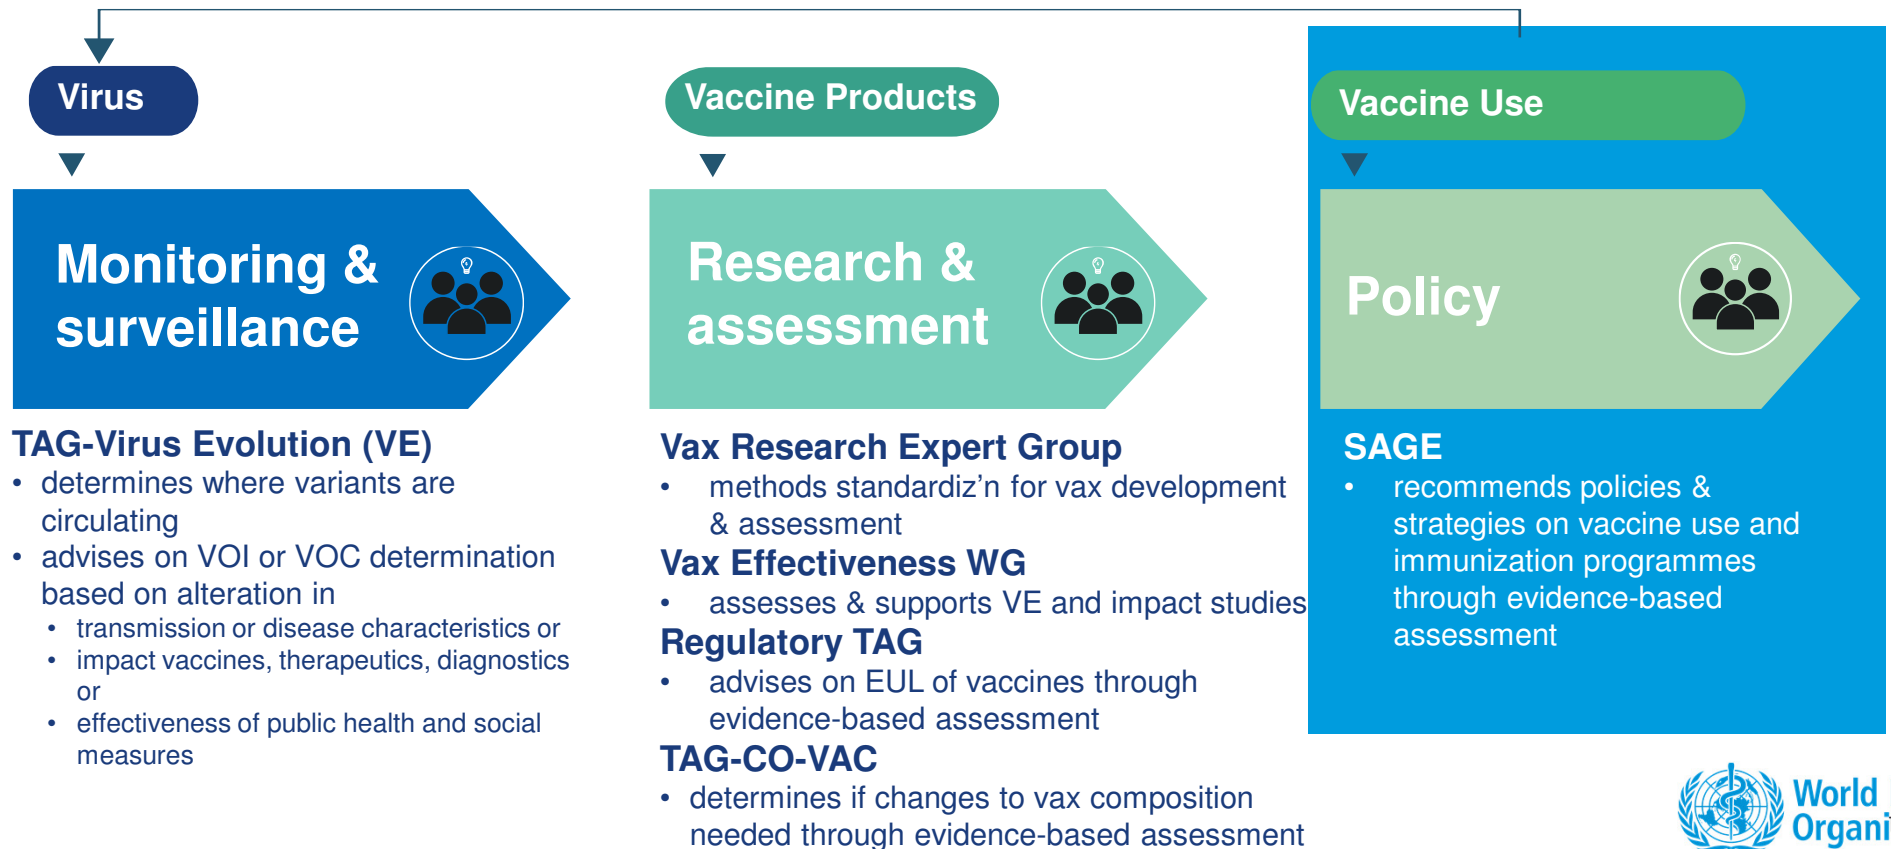 Virus
Monitoring &
surveillance
TAG-Virus Evolution (VE)
• determines where variants are
circulating
• advises on VOI or VOC determination
based on alteration in
• transmission or disease characteristics or
• impact vaccines, therapeutics, diagnostics
or
• effectiveness of public health and social
measures
Vaccine Products
Research &
assessment
Vax Research Expert Group
• methods standardiz’n for vax development
& assessment
Vax Effectiveness WG
• assesses & supports VE and impact studies
Regulatory TAG
• advises on EUL of vaccines through
evidence-based assessment
TAG-CO-VAC
• determines if changes to vax composition
needed through evidence-based assessment
Vaccine Use
Policy
SAGE
• recommends policies &
strategies on vaccine use and
immunization programmes
through evidence-based
assessment
World
Organi